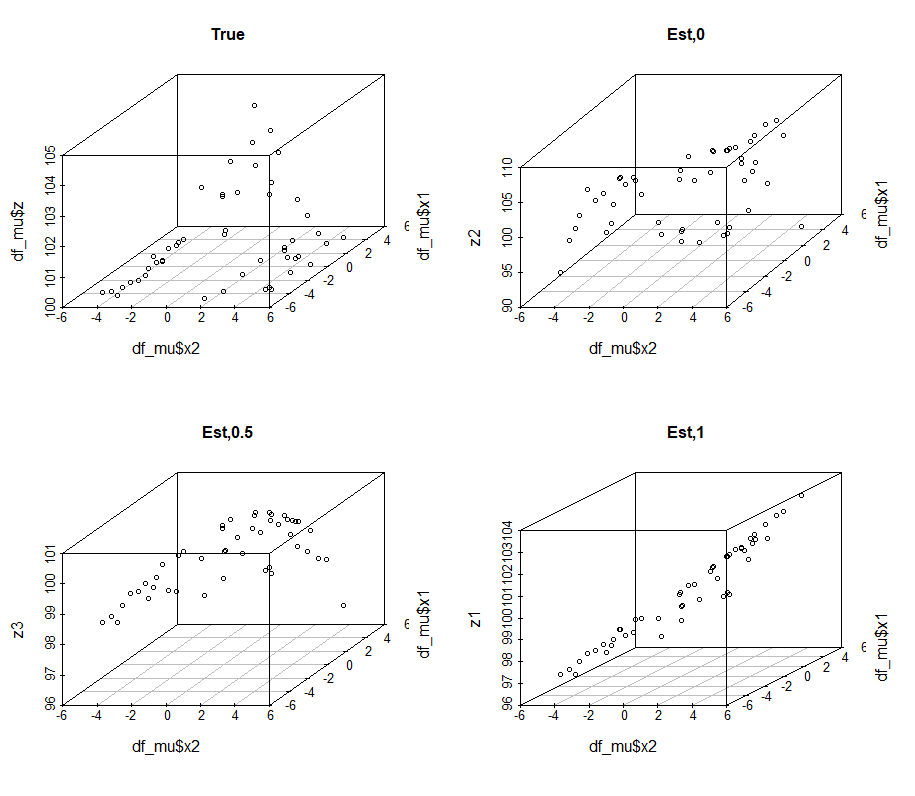 True
df_mu$z
100 101 102 103 104 105
-6 -4 -2 0 2 4 6
df_mu$x2
-6 -4 -2 0 2 4 6
df_mu$x1
Est,0
z2
90 95 100 105 110
-6 -4 -2 0 2 4 6
df_mu$x2
-6 -4 -2 0 2 4 6
df_mu$x1
Est,0.5
z3
96 97 98 99 100 101
-6 -4 -2 0 2 4 6
df_mu$x2
-6 -4 -2 0 2 4 6
df_mu$x1
Est,1
z1
96 97 98 99 100 101 102 103 104
-6 -4 -2 0 2 4 6
df_mu$x2
-6 -4 -2 0 2 4 6
df_mu$x1